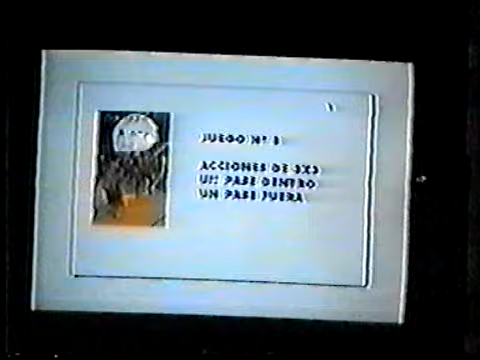 JUEGO Nº
ACCIONES DE 3X3
UN PASE DENTRO
UN PASE FUERA